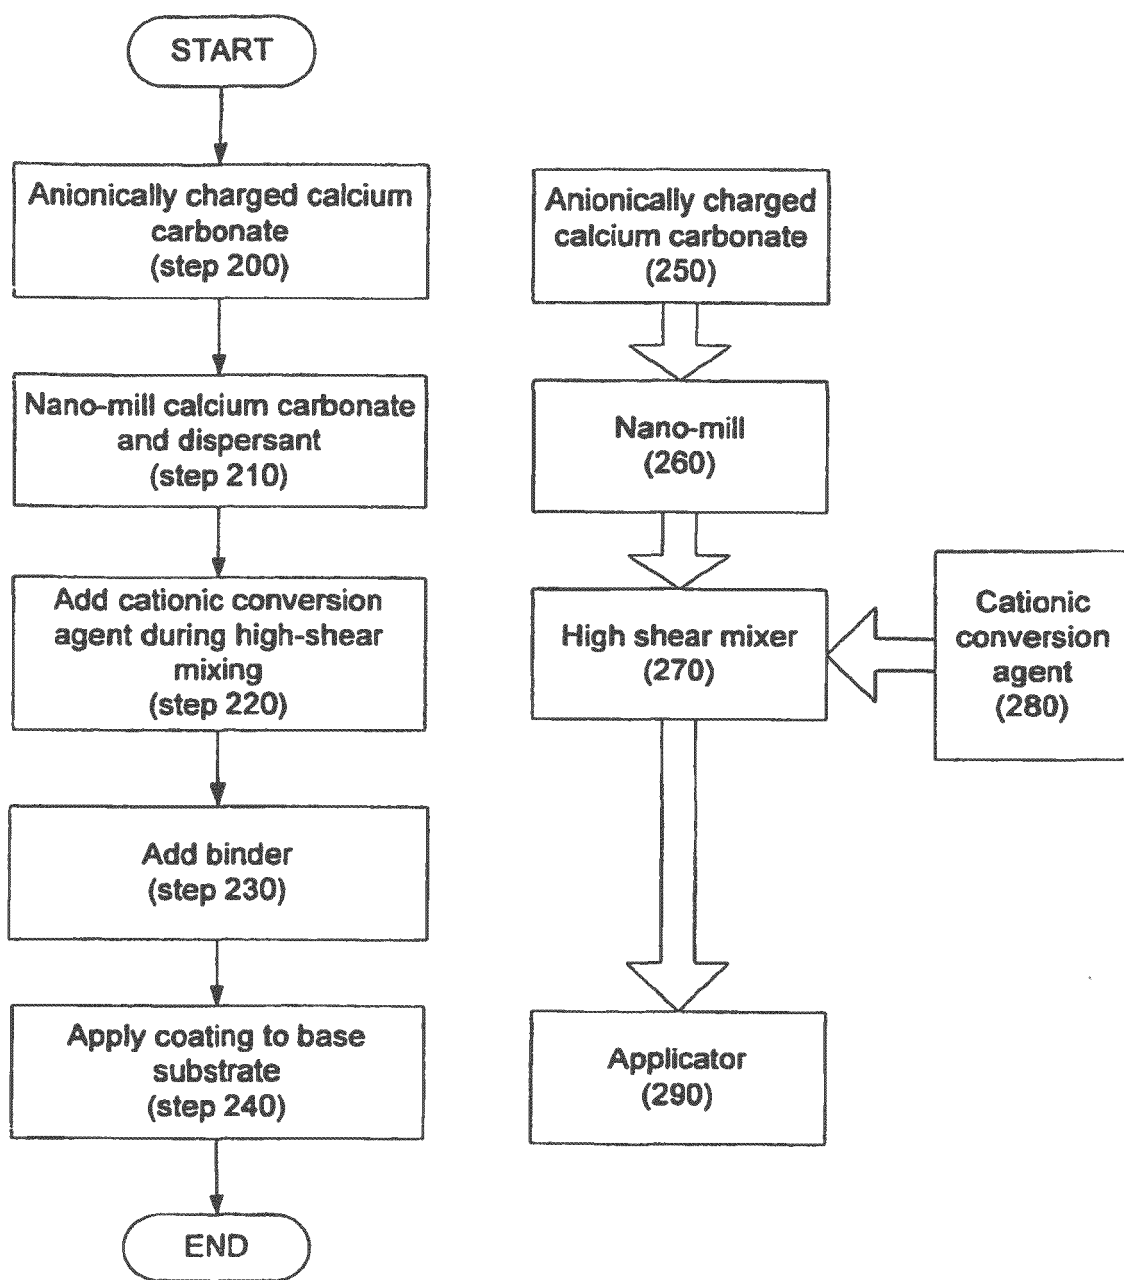 START
Anionically charged calcium
carbonate
(step 200)
Nano-mill calcium carbonate
and dispersant
(step 210)
Add cationic conversion
agent during high-shear
mixing
(step 220)
Add binder
(step 230)
Apply coating to base
substrate
(step 240)
END
Anionically charged
calcium carbonate
(250)
Nano-mill
(260)
High shear mixer
(270)
Cationic
conversion
agent
(280)
Applicator
(290)